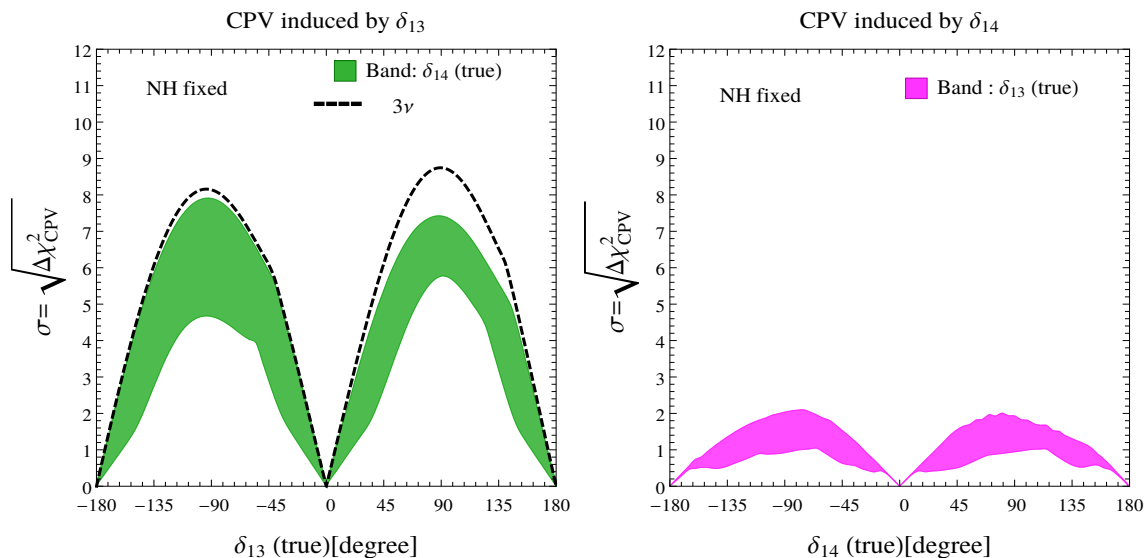 CPV induced by δ13
12
11
10
9
8
7
6
5
4
3
2
1
0
NH fixed
Band: δ14 (true)
3ν
σ=√Δχ²CPV
−180 −135 −90 −45 0 45 90 135 180
δ13 (true)[degree]
CPV induced by δ14
12
11
10
9
8
7
6
5
4
3
2
1
0
NH fixed
Band : δ13 (true)
σ=√Δχ²CPV
−180 −135 −90 −45 0 45 90 135 180
δ14 (true)[degree]